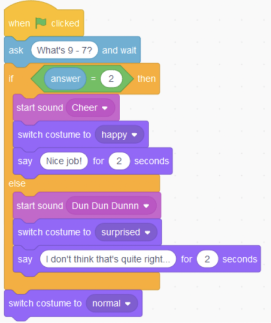 when clicked
ask What's 9 - 7? and wait
if answer = 2 then
start sound Cheer
switch costume to happy
say Nice job! for 2 seconds
else
start sound Dun Dun Dunnn
switch costume to surprised
say I don't think that's quite right... for 2 seconds
switch costume to normal